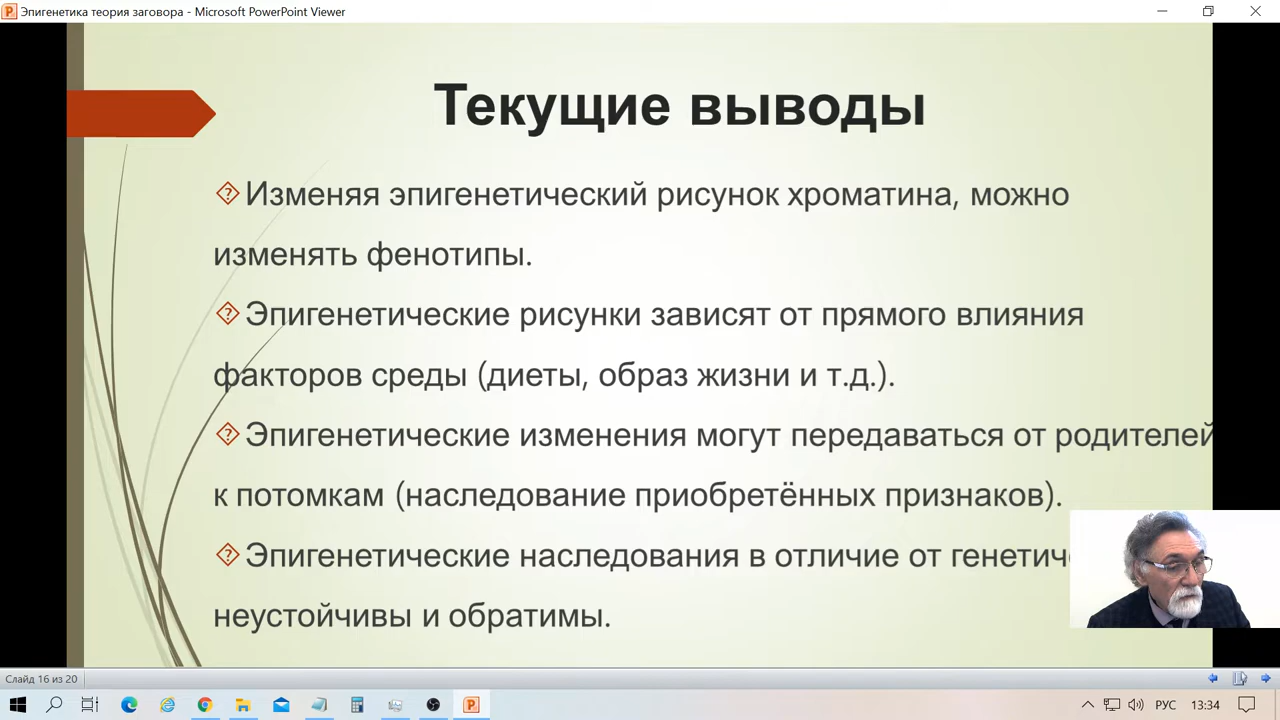 Эпигенетика теория заговора - Microsoft PowerPoint Viewer
Текущие выводы
Изменяя эпигенетический рисунок хроматина, можно
изменять фенотипы.
Эпигенетические рисунки зависят от прямого влияния
факторов среды (диеты, образ жизни и т.д.).
Эпигенетические изменения могут передаваться от родителей
к потомкам (наследование приобретённых признаков).
Эпигенетические наследования в отличие от
неустойчивы и обратимы.
Слайд 16 из 20
РУС
13:34